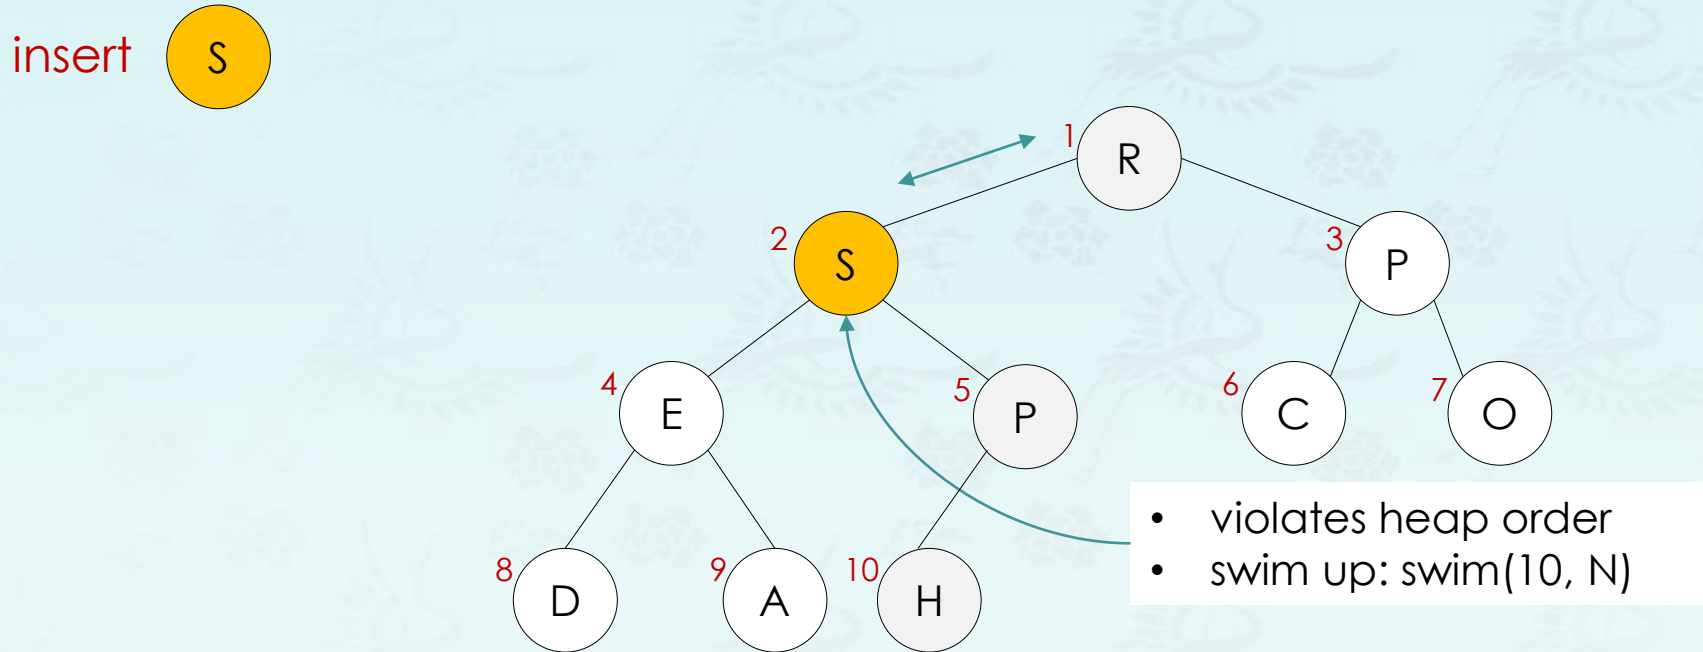 insert S
1 R
2 S
3 P
4 E
5 P
6 C
7 O
• violates heap order
• swim up: swim(10, N)
8 D
9 A
10 H